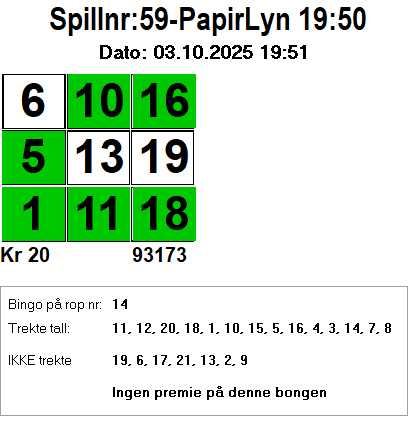 Spillnr:59-PapirLyn 19:50
Dato: 03.10.2025 19:51
6 10 16
5 13 19
1 11 18
Kr 20 93173
Bingo på rop nr: 14
Trekte tall: 11, 12, 20, 18, 1, 10, 15, 5, 16, 4, 3, 14, 7, 8
IKKE trekte 19, 6, 17, 21, 13, 2, 9
Ingen premie på denne bongen